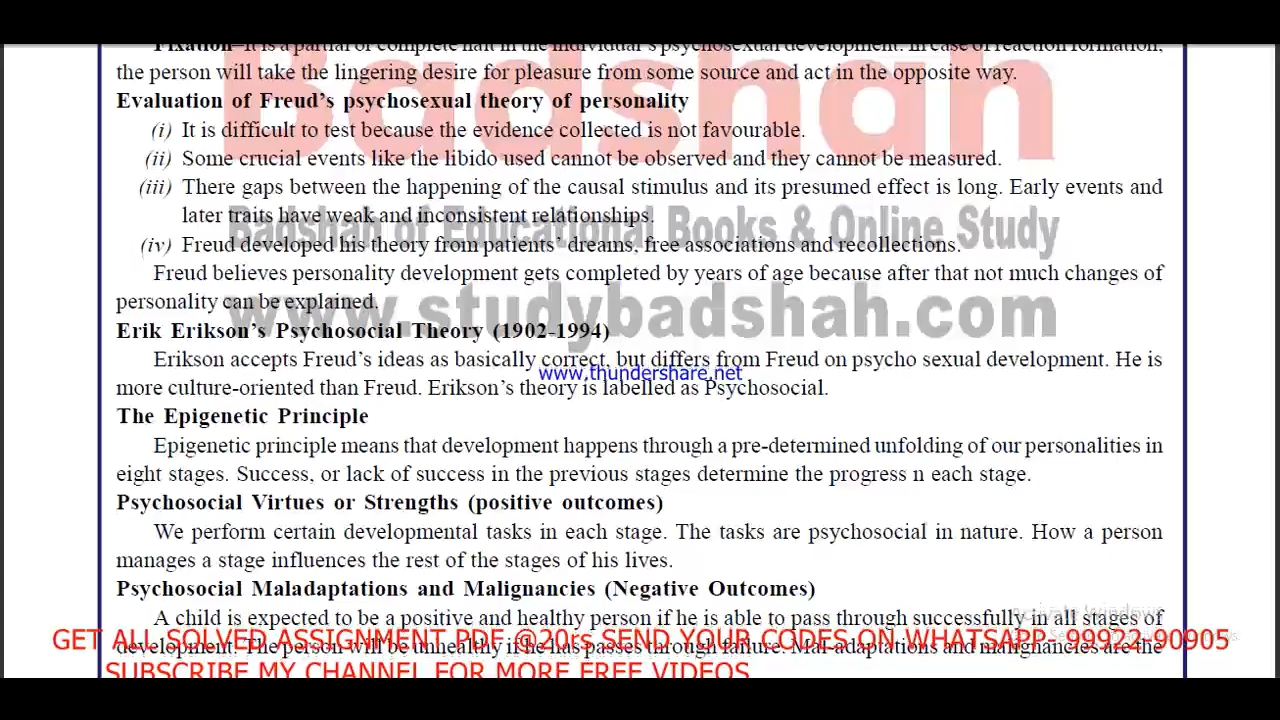 Fixation–It is a partial or complete halt in the individual's psychosexual development. In case of reaction formation,
the person will take the lingering desire for pleasure from some source and act in the opposite way.
Evaluation of Freud's psychosexual theory of personality
(i) It is difficult to test because the evidence collected is not favourable.
(ii) Some crucial events like the libido used cannot be observed and they cannot be measured.
(iii) There gaps between the happening of the causal stimulus and its presumed effect is long. Early events and
later traits have weak and inconsistent relationships.
(iv) Freud developed his theory from patients' dreams, free associations and recollections.
Freud believes personality development gets completed by years of age because after that not much changes of
personality can be explained.
Erik Erikson's Psychosocial Theory (1902-1994)
Erikson accepts Freud's ideas as basically correct, but differs from Freud on psycho sexual development. He is
more culture-oriented than Freud. Erikson's theory is labelled as Psychosocial.
The Epigenetic Principle
Epigenetic principle means that development happens through a pre-determined unfolding of our personalities in
eight stages. Success, or lack of success in the previous stages determine the progress n each stage.
Psychosocial Virtues or Strengths (positive outcomes)
We perform certain developmental tasks in each stage. The tasks are psychosocial in nature. How a person
manages a stage influences the rest of the stages of his lives.
Psychosocial Maladaptations and Malignancies (Negative Outcomes)
A child is expected to be a positive and healthy person if he is able to pass through successfully in all stages of
development. The person will be unhealthy if he has passes through failure. Mal-adaptations and malignancies are the
Badshah
Badshah of Educational Books & Online Study
www.studybadshah.com
www.thundershare.net
Activate Windows
GET ALL SOLVED ASSIGNMENT PDF @20rs SEND YOUR CODES ON WHATSAPP-9992590905
SUBSCRIBE MY CHANNEL FOR MORE FREE VIDEOS